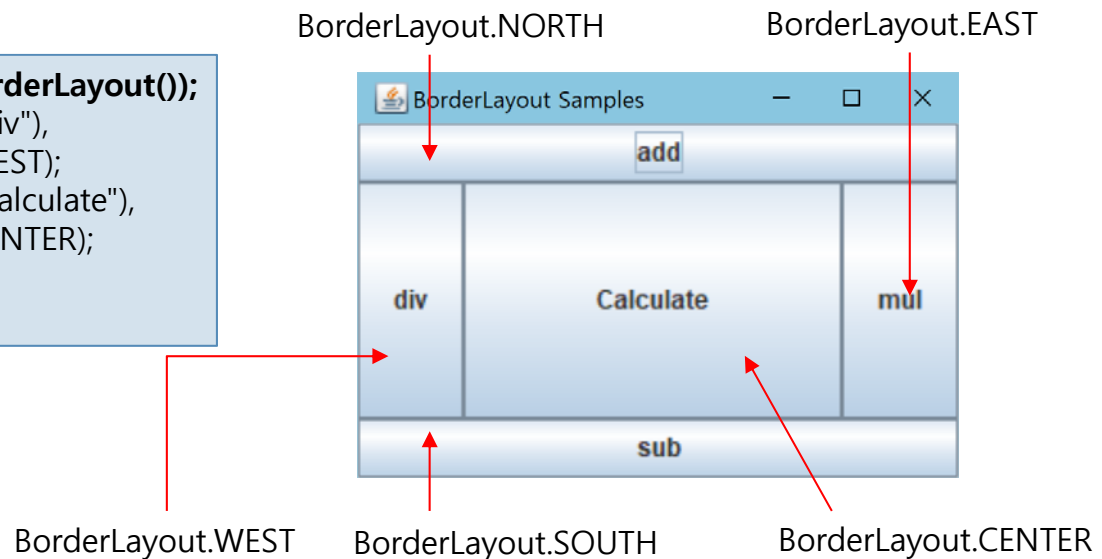 BorderLayout.NORTH
BorderLayout.EAST
rderLayout());
iv"),
EST);
alculate"),
NTER);
BorderLayout Samples
add
div
Calculate
mul
sub
BorderLayout.WEST
BorderLayout.SOUTH
BorderLayout.CENTER